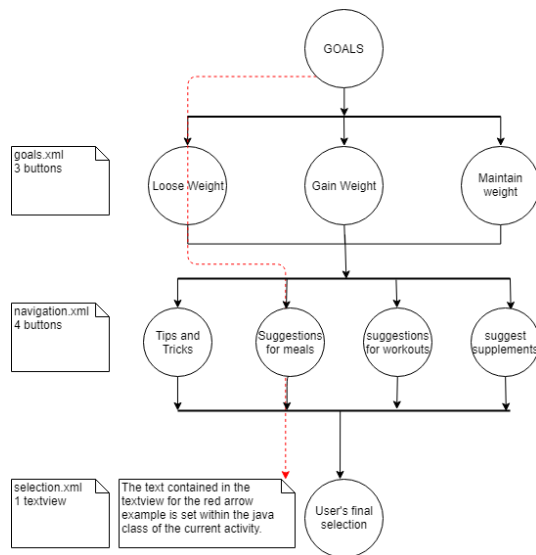 GOALS
goals.xml
3 buttons
Loose Weight
Gain Weight
Maintain
weight
navigation.xml
4 buttons
Tips and
Tricks
Suggestions
for meals
suggestions
for workouts
suggest
supplements
selection.xml
1 textview
The text contained in the
textview for the red arrow
example is set within the java
class of the current activity.
User's final
selection